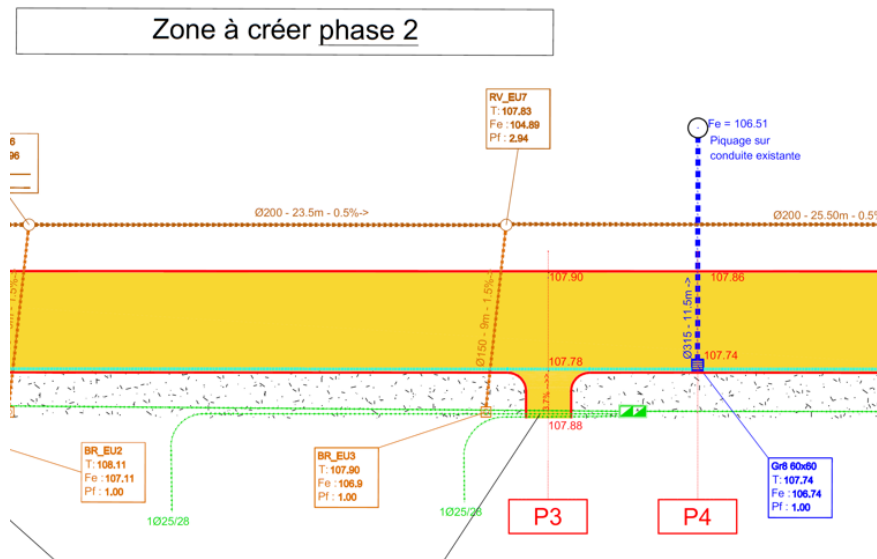 Zone à créer phase 2
RV_EU7
T: 107.83
Fe : 104.89
Pf : 2.94
6
96
Fe = 106.51
Piquage sur
conduite existante
Ø200 - 23.5m - 0.5%->
Ø200 - 25.50m - 0.5%
107.90
107.86
Ø150 - 9m - 1.5%->
Ø315 - 11.5m ->
107.78
107.74
107.88
BR_EU2
T: 108.11
Fe : 107.11
Pf : 1.00
BR_EU3
T: 107.90
Fe : 106.9
Pf : 1.00
Gr6 60x60
T: 107.74
Fe : 106.74
Pf : 1.00
1Ø25/28
1Ø25/28
P3
P4